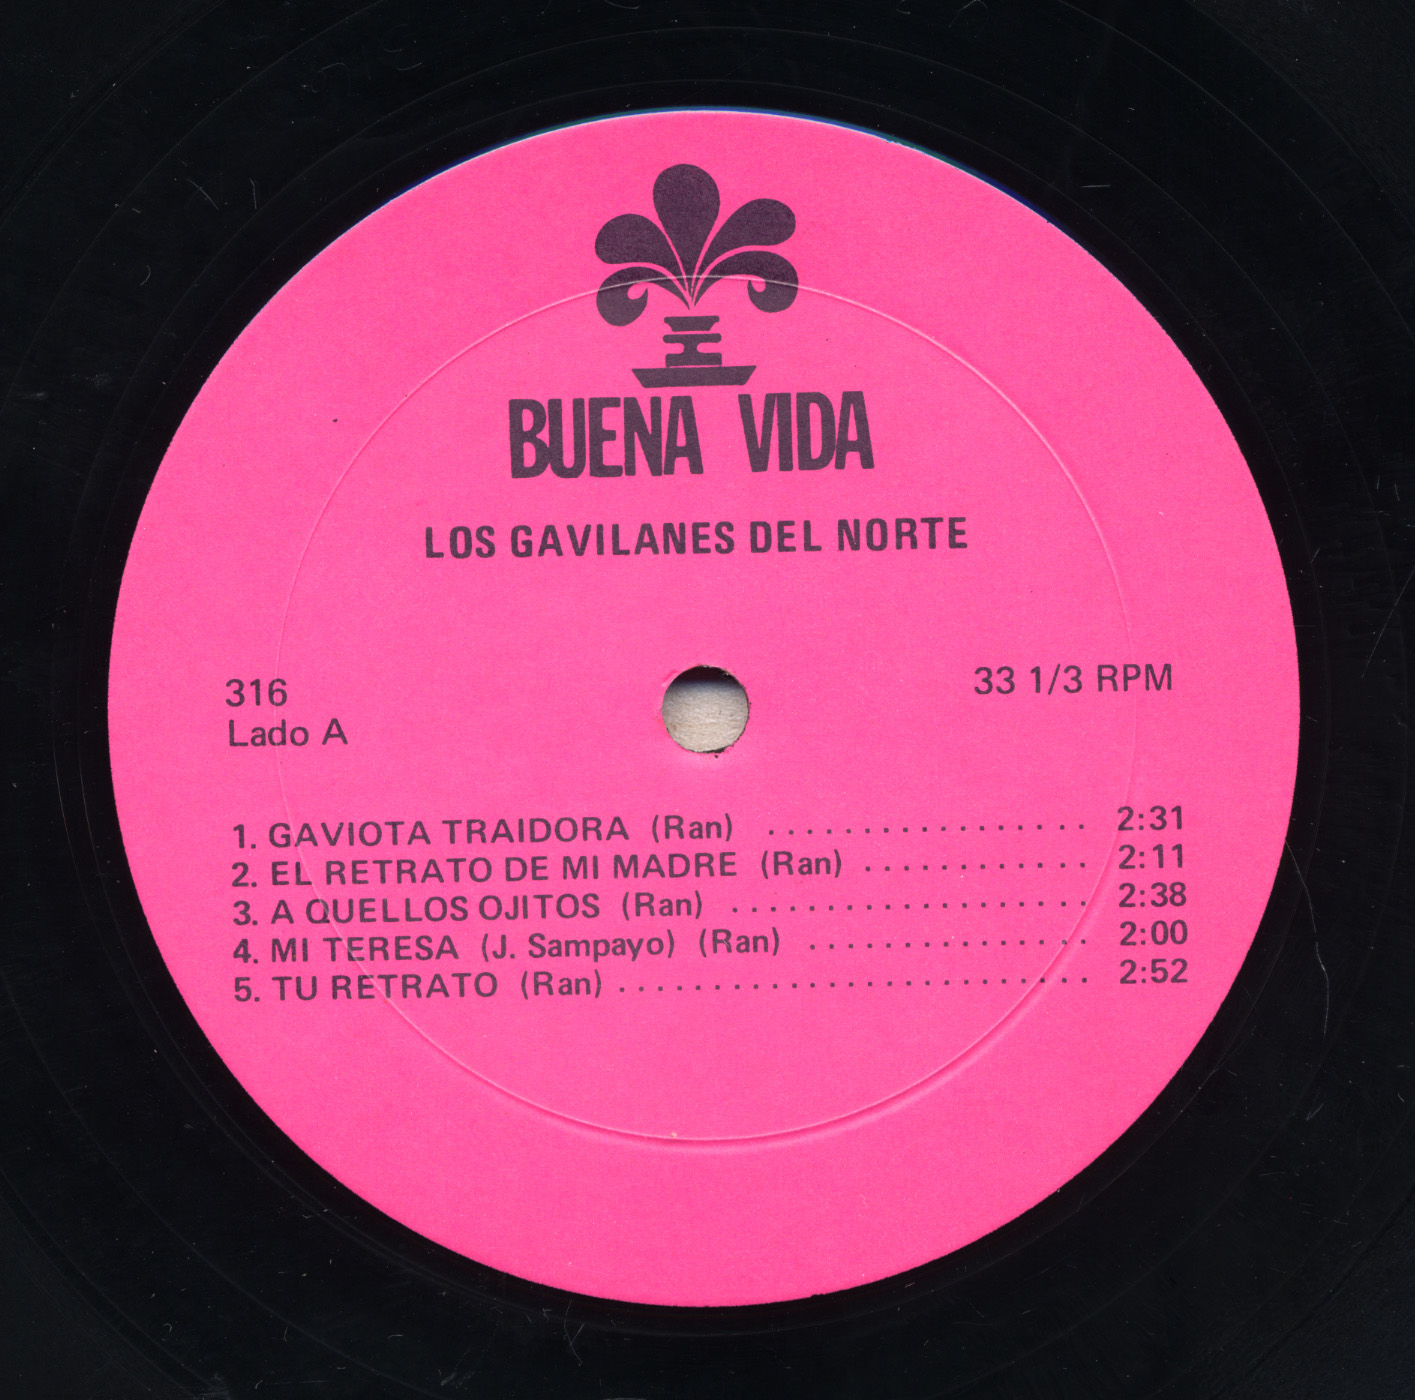 BUENA VIDA
LOS GAVILANES DEL NORTE
316
33 1/3 RPM
Lado A
1. GAVIOTA TRAIDORA (Ran) ................. 2:31
2. EL RETRATO DE MI MADRE (Ran) ............ 2:11
3. A QUELLOS OJITOS (Ran) ................... 2:38
4. MI TERESA (J. Sampayo) (Ran) ............... 2:00
5. TU RETRATO (Ran) ......................... 2:52